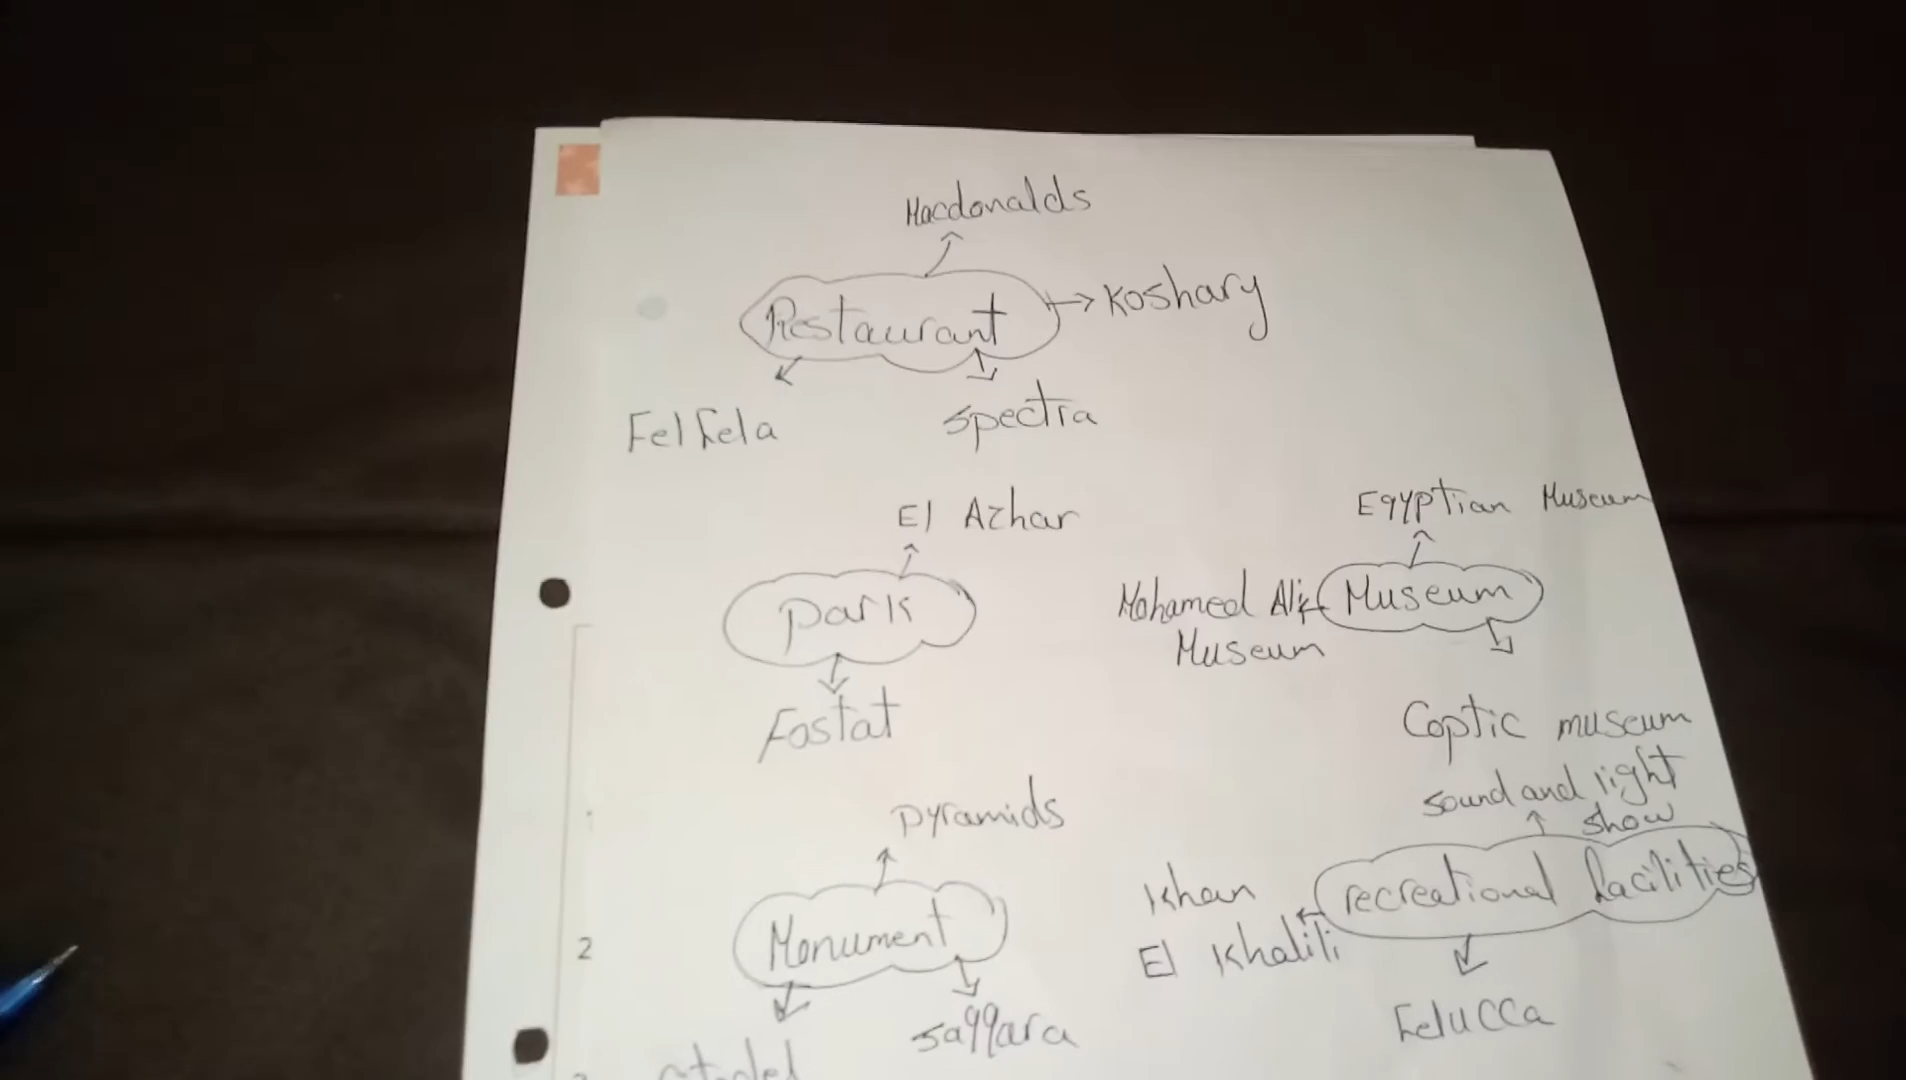 Macdonalds
Restaurant
Koshary
Felfela
Spectra
El Azhar
park
Fostat
Egyptian Museum
Museum
Mohamed Ali
Museum
Coptic museum
pyramids
Monument
saqqara
sound and light
show
recreational facilities
Khan
El Khalili
Felucca
2